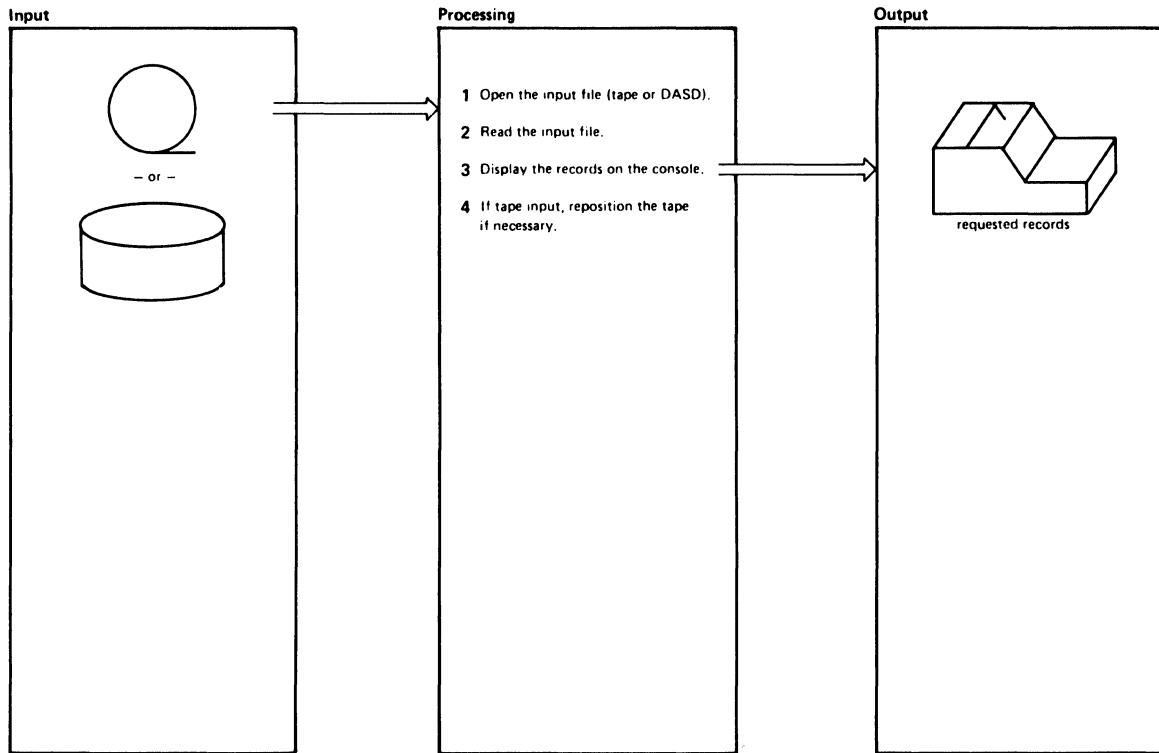 Input
Processing
Output
– or –
1 Open the input file (tape or DASD).
2 Read the input file.
3 Display the records on the console.
4 If tape input, reposition the tape
if necessary.
requested records